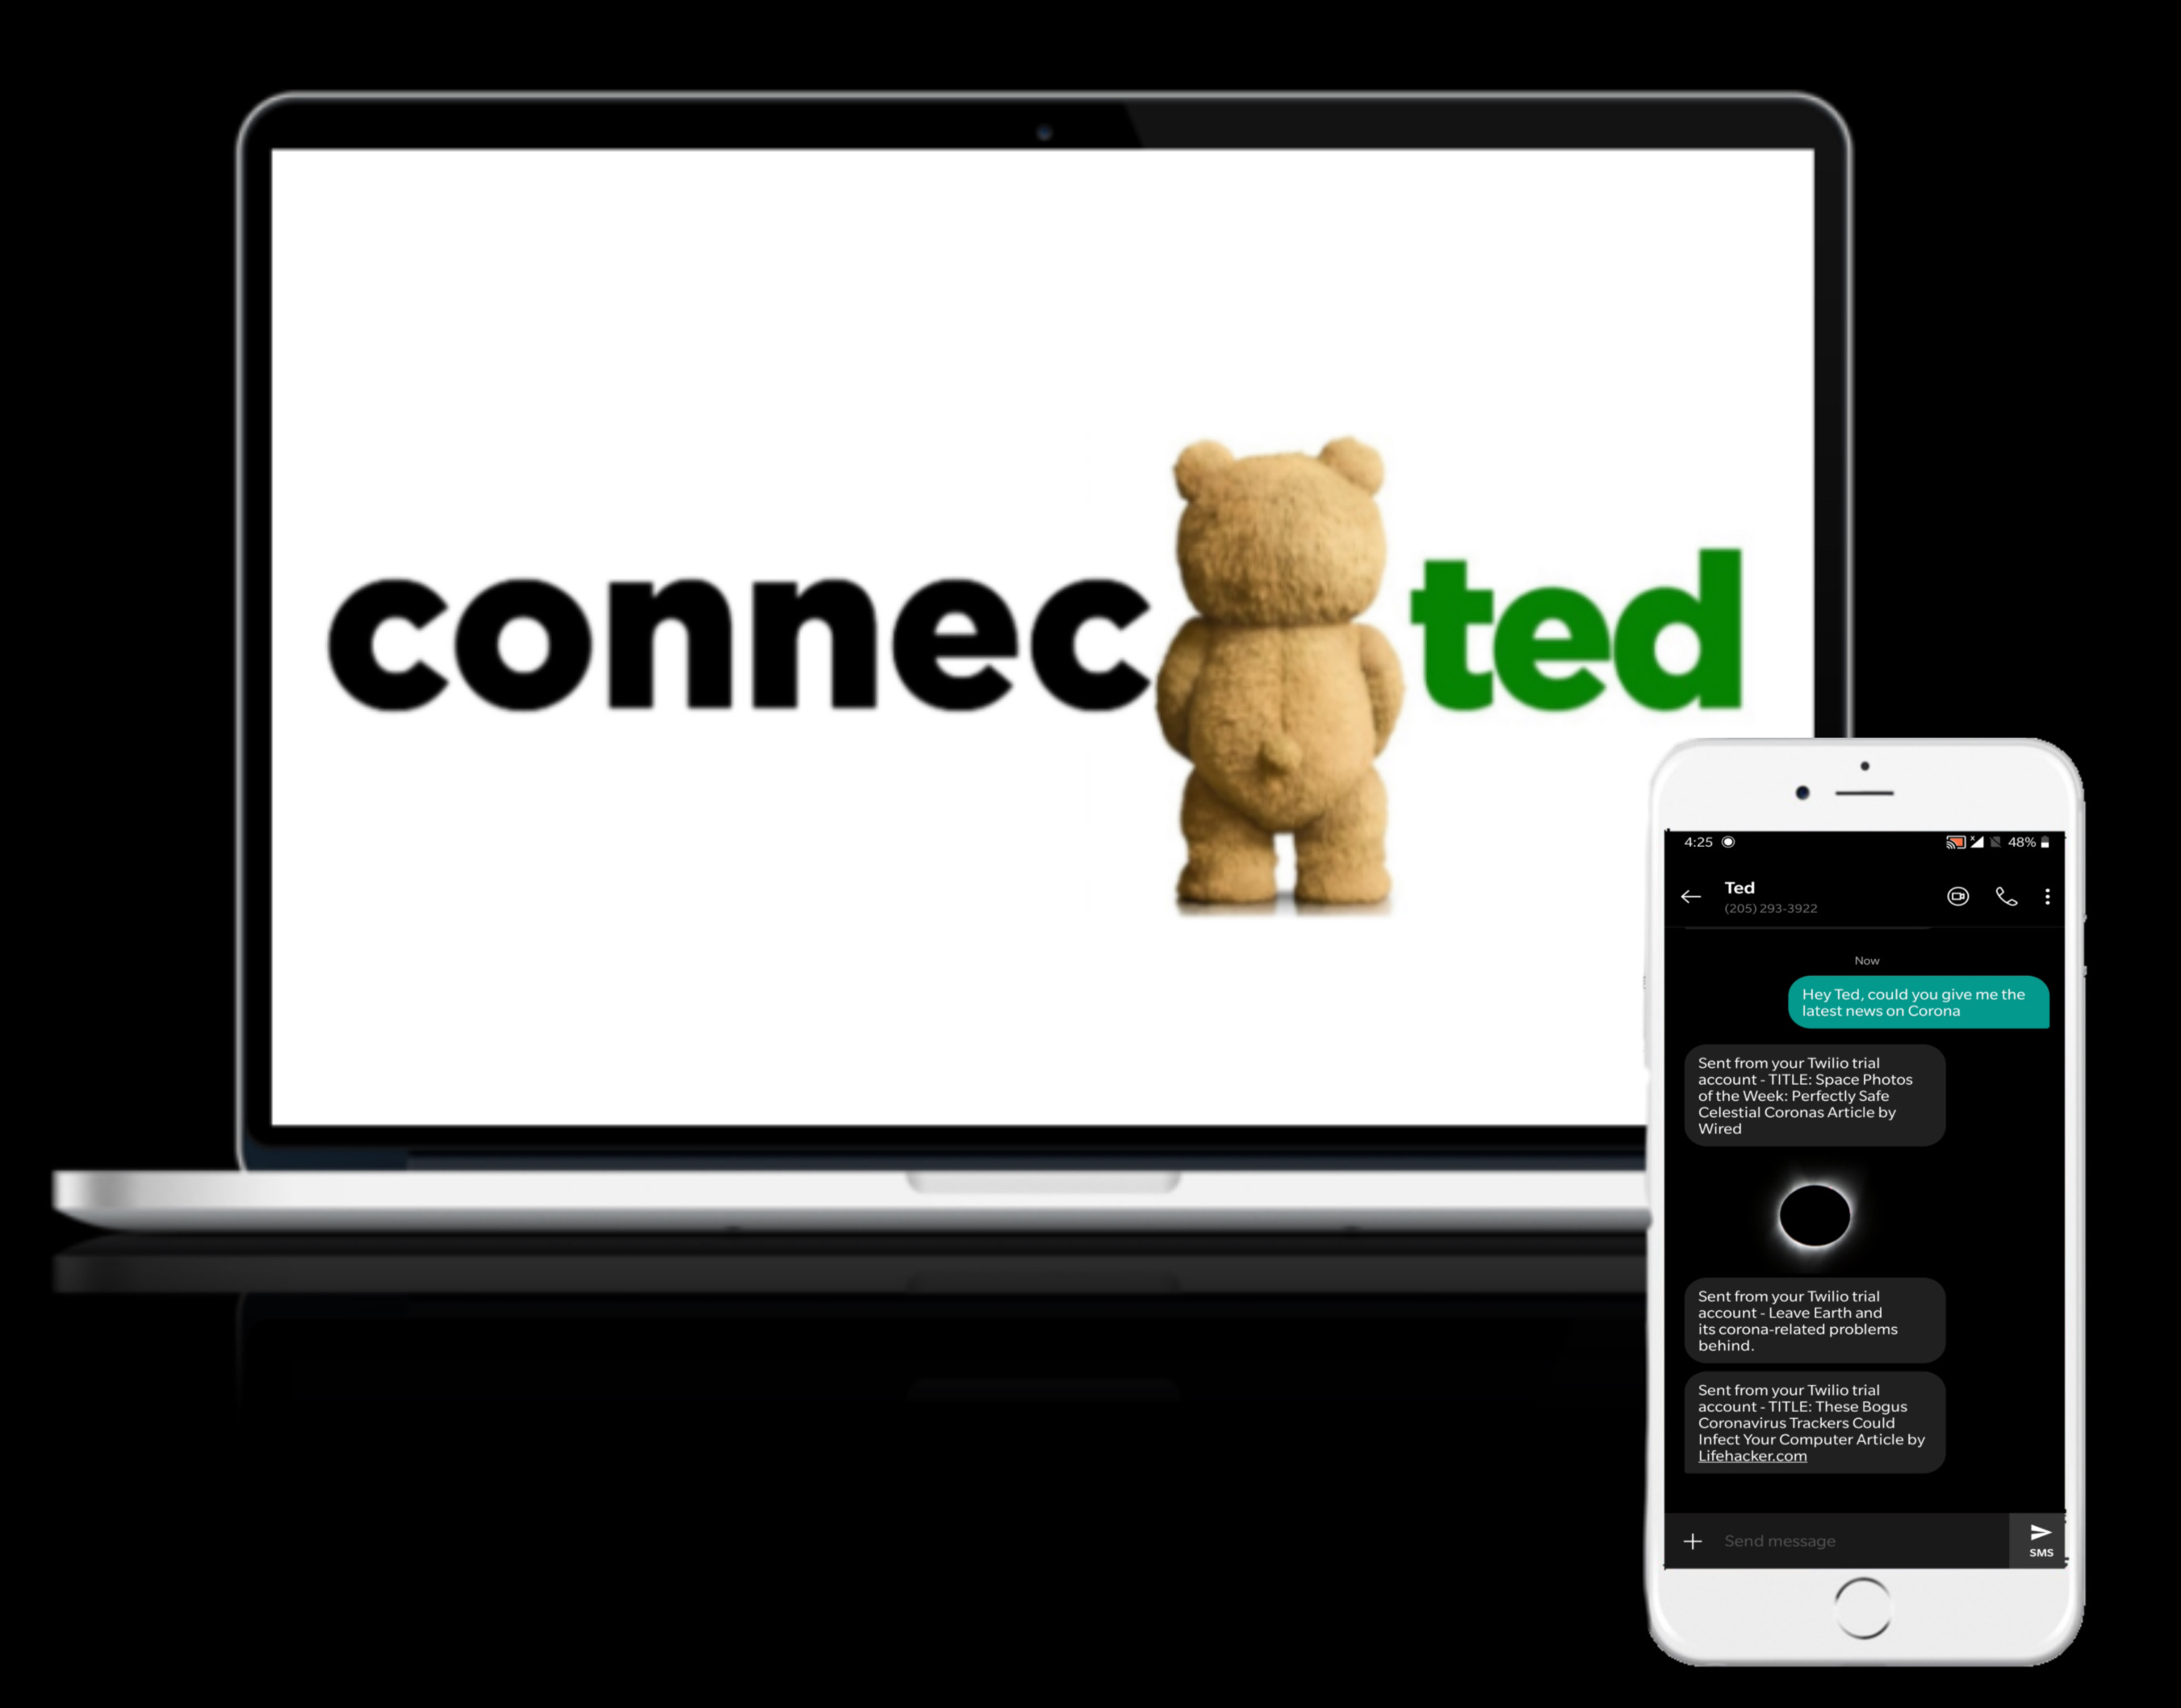 connec ted
4:25 48%
Ted
(205) 293-3922
Now
Hey Ted, could you give me the
latest news on Corona
Sent from your Twilio trial
account - TITLE: Space Photos
of the Week: Perfectly Safe
Celestial Coronas Article by
Wired
Sent from your Twilio trial
account - Leave Earth and
its corona-related problems
behind.
Sent from your Twilio trial
account - TITLE: These Bogus
Coronavirus Trackers Could
Infect Your Computer Article by
Lifehacker.com
Send message
SMS